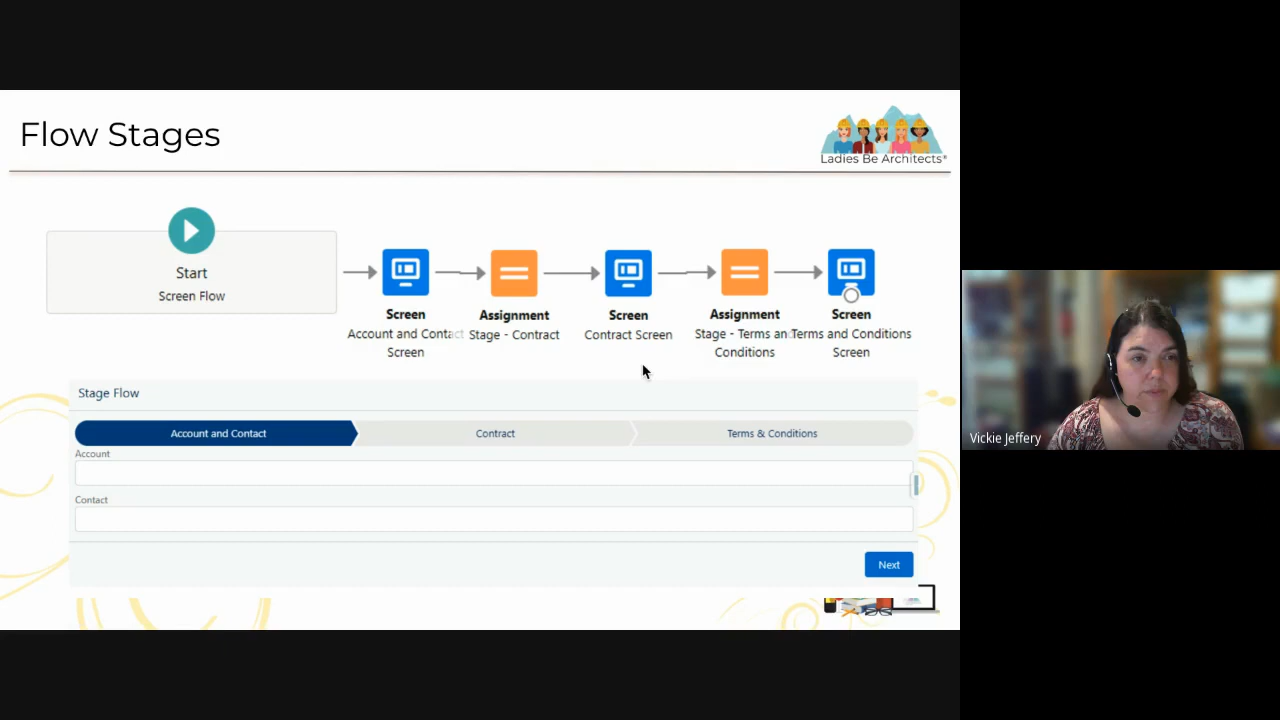 Flow Stages
Ladies Be Architects*
Start
Screen Flow
Screen
Account and Contact
Screen
Assignment
Stage - Contract
Screen
Contract Screen
Assignment
Stage - Terms an
Conditions
Screen
Terms and Conditions
Screen
Stage Flow
Account and Contact
Contract
Terms & Conditions
Account
Contact
Next
Vickie Jeffery